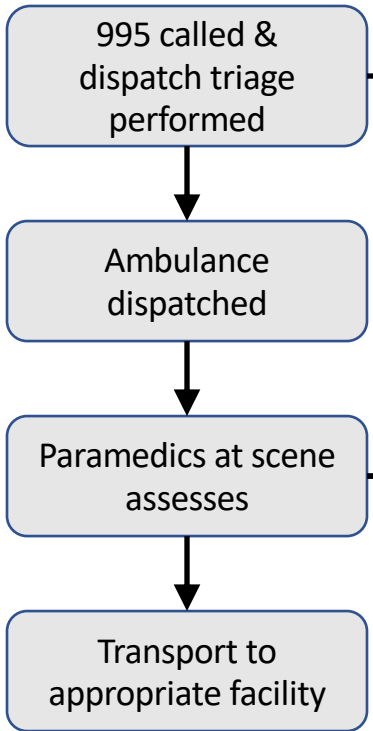 995 called &
dispatch triage
performed
Ambulance
dispatched
Paramedics at scene
assesses
Transport to
appropriate facility